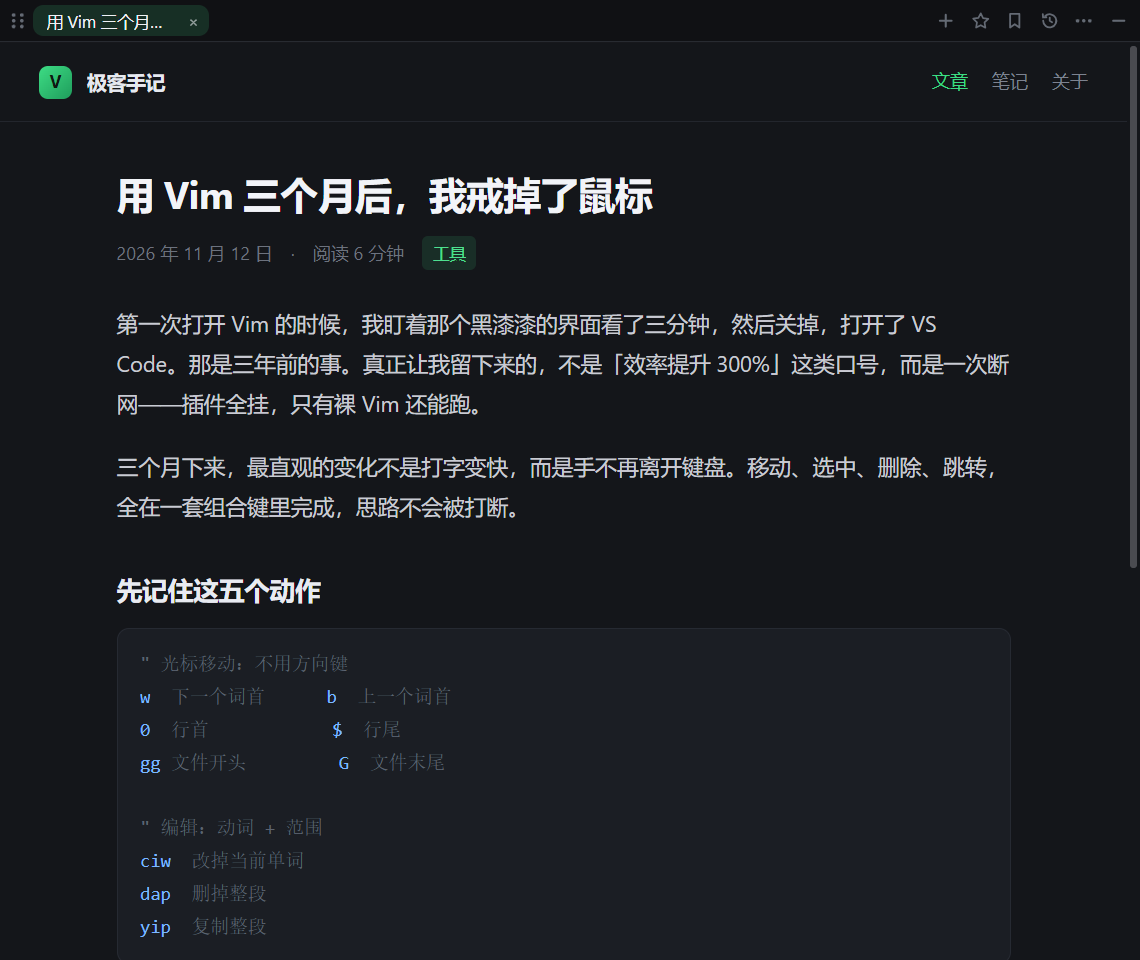 用 Vim 三个月... ×
V 极客手记 文章 笔记 关于
用 Vim 三个月后，我戒掉了鼠标
2026 年 11 月 12 日 · 阅读 6 分钟 工具
第一次打开 Vim 的时候，我盯着那个黑漆漆的界面看了三分钟，然后关掉，打开了 VS
Code。那是三年前的事。真正让我留下来的，不是「效率提升 300%」这类口号，而是一次断
网——插件全挂，只有裸 Vim 还能跑。
三个月下来，最直观的变化不是打字变快，而是手不再离开键盘。移动、选中、删除、跳转，
全在一套组合键里完成，思路不会被打断。
先记住这五个动作
" 光标移动：不用方向键
w 下一个词首 b 上一个词首
0 行首 $ 行尾
gg 文件开头 G 文件末尾
" 编辑：动词 + 范围
ciw 改掉当前单词
dap 删掉整段
yip 复制整段